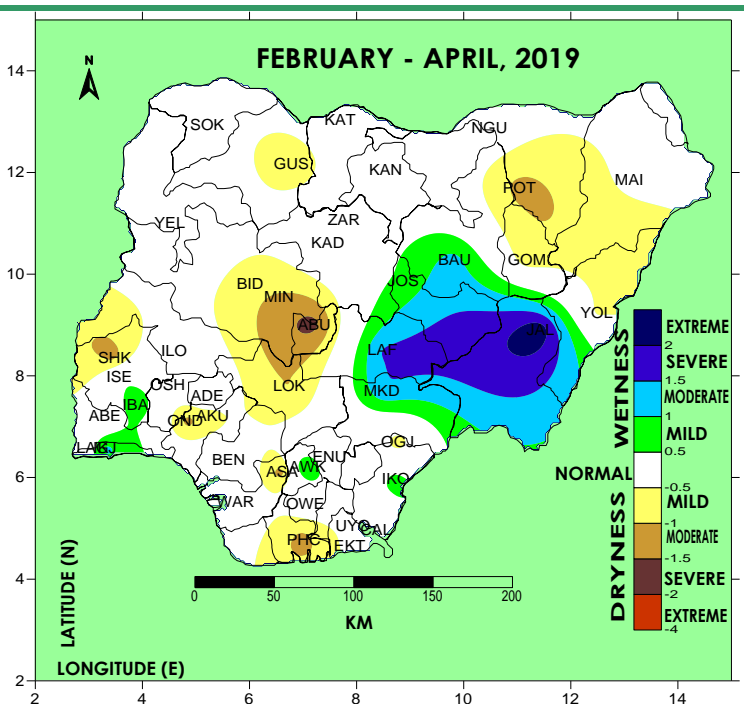 FEBRUARY - APRIL, 2019
N
14
12
10
8
6
4
2
LATITUDE (N)
SOK
KAT
NGU
GUS
KAN
MAI
POT
YEL
ZAR
KAD
BAU
GOM
BID
JOS
MIN
YOL
ABU
JAL
SHK
ILO
LAF
ISE
OSH
LOK
MKD
ADE
IBA
ABE
AKU
OND
OGJ
LAG
IKJ
BEN
ENU
ASA
AWK
IKO
WAR
OWE
UYO
CAL
PHC
EKT
WETNESS
EXTREME
2
SEVERE
1.5
MODERATE
1
MILD
0.5
NORMAL
-0.5
DRYNESS
MILD
-1
MODERATE
-1.5
SEVERE
-2
EXTREME
-4
0 50 100 150 200
KM
LONGITUDE (E)
2 4 6 8 10 12 14